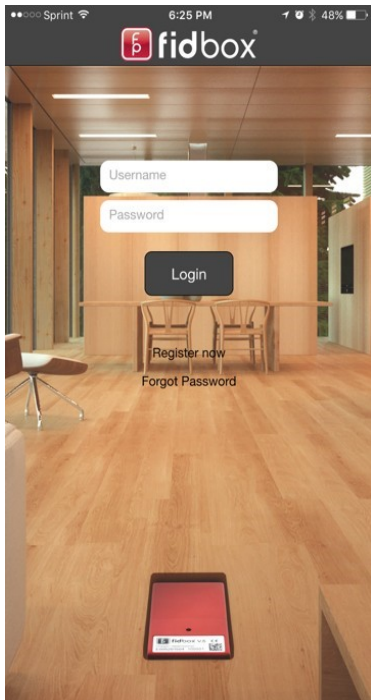 Sprint 6:25 PM 48%
fidbox
Username
Password
Login
Register now
Forgot Password
fidbox